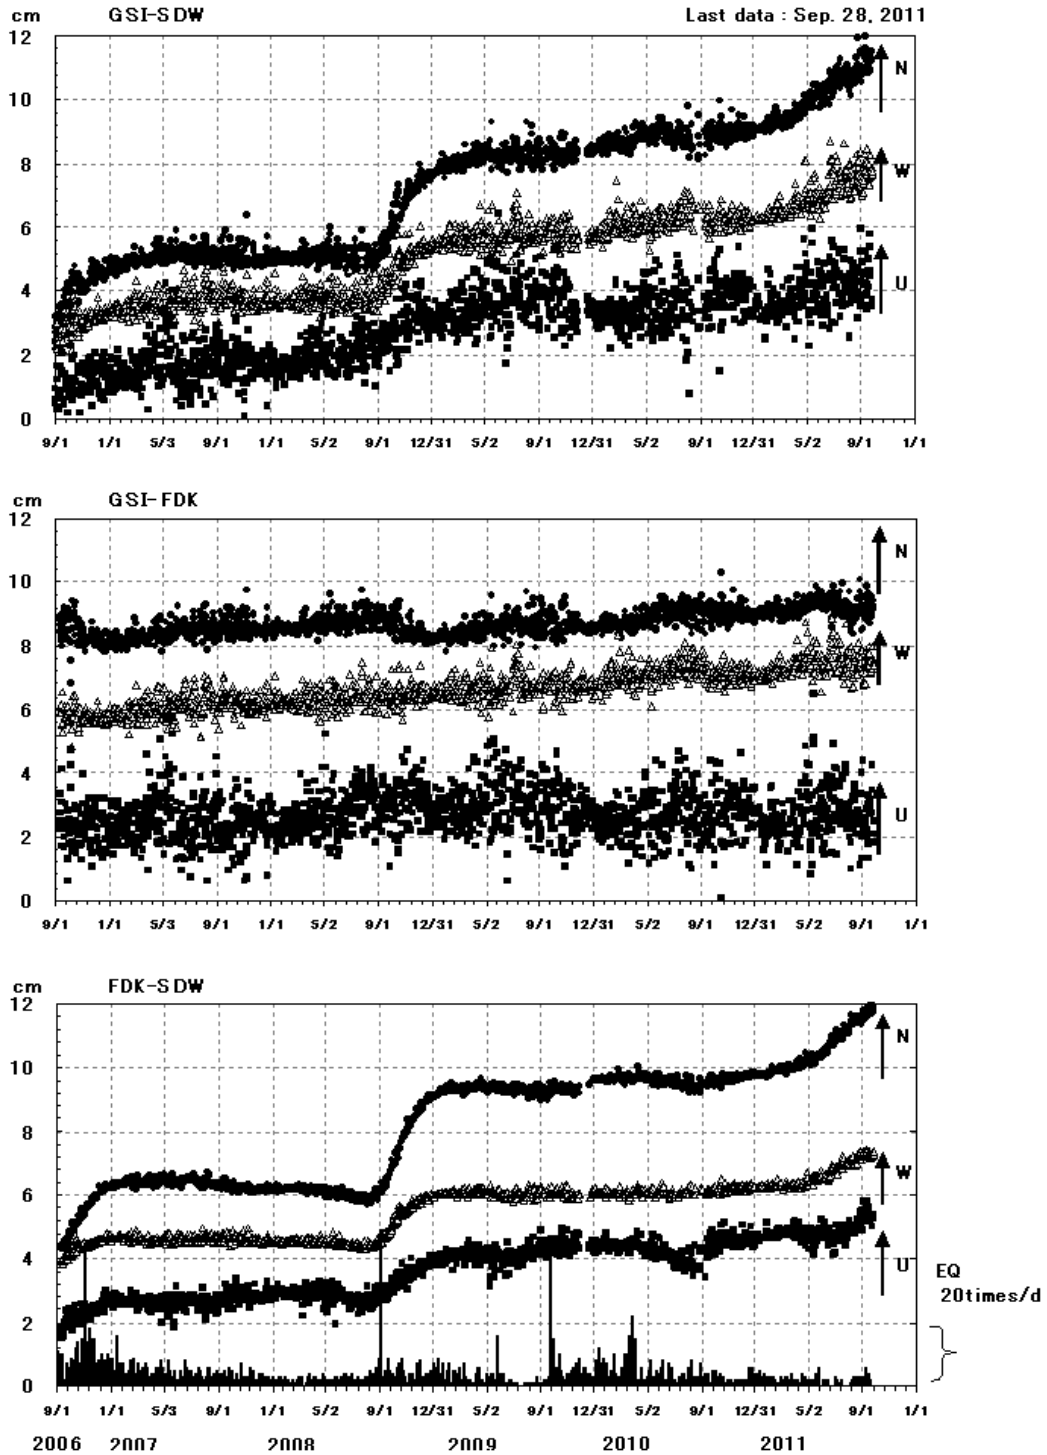 cm GSI-SDW Last data : Sep. 28, 2011
12
N
10
8
W
6
4
U
2
0
9/1 1/1 5/3 9/1 1/1 5/2 9/1 12/31 5/2 9/1 12/31 5/2 9/1 12/31 5/2 9/1 1/1
cm GSI-FDK
12
N
10
8
W
6
4
2
U
0
9/1 1/1 5/3 9/1 1/1 5/2 9/1 12/31 5/2 9/1 12/31 5/2 9/1 12/31 5/2 9/1 1/1
cm FDK-SDW
12
N
10
8
W
6
4
U
EQ
20times/d
2
0
9/1 1/1 5/3 9/1 1/1 5/2 9/1 12/31 5/2 9/1 12/31 5/2 9/1 12/31 5/2 9/1 1/1
2006 2007 2008 2009 2010 2011